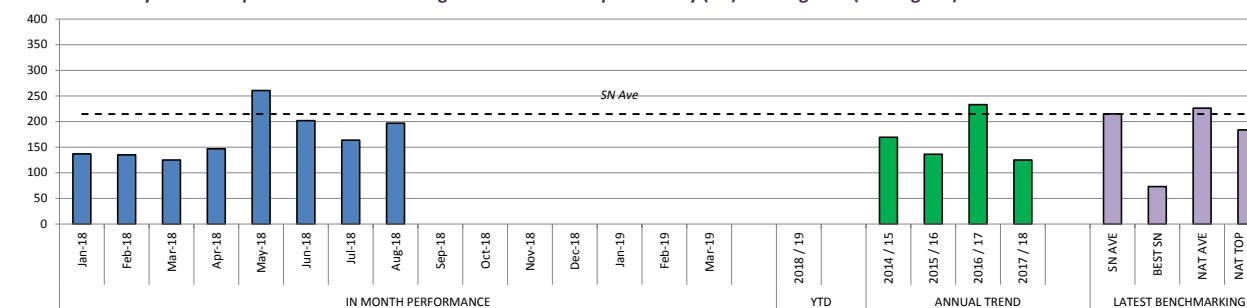 400
350
300
250
200
150
100
50
0
SN Ave
Jan-18
Feb-18
Mar-18
Apr-18
May-18
Jun-18
Jul-18
Aug-18
Sep-18
Oct-18
Nov-18
Dec-18
Jan-19
Feb-19
Mar-19
2018 / 19
2014 / 15
2015 / 16
2016 / 17
2017 / 18
SN AVE
BEST SN
NAT AVE
NAT TOP
IN MONTH PERFORMANCE
YTD
ANNUAL TREND
LATEST BENCHMARKING